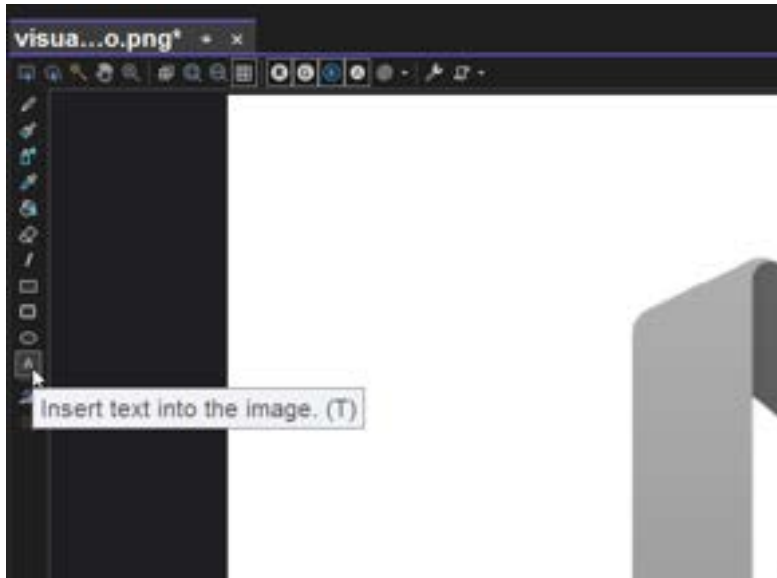 visua...o.png*
R G B A
A
Insert text into the image. (T)